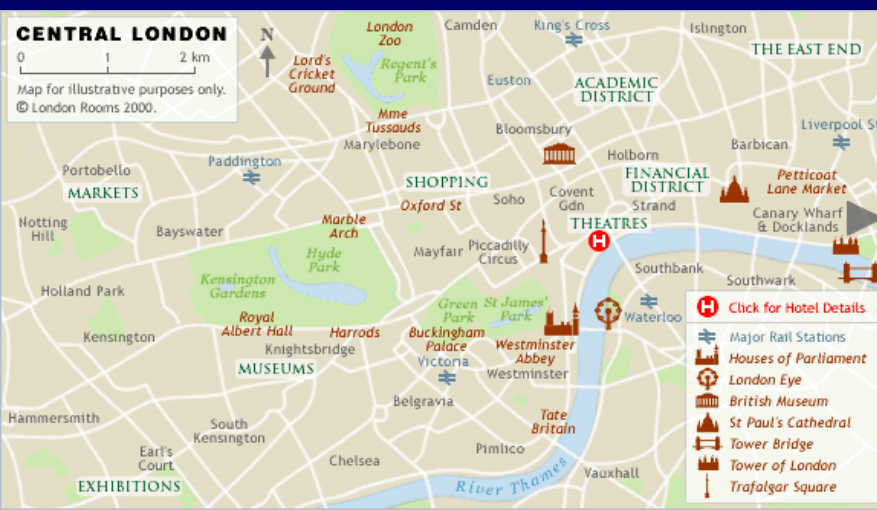 CENTRAL LONDON
0 1 2 km
Map for illustrative purposes only.
© London Rooms 2000.
N
London
Zoo
Camden
King's Cross
Islington
THE EAST END
Lord's
Cricket
Ground
Regent's
Park
Euston
ACADEMIC
DISTRICT
Mme
Tussauds
Marylebone
Bloomsbury
Liverpool St
Barbican
Holborn
Paddington
Portobello
MARKETS
SHOPPING
FINANCIAL
DISTRICT
Petticoat
Lane Market
Oxford St
Soho
Covent
Gdn
Strand
Canary Wharf
& Docklands
Notting
Hill
Bayswater
Marble
Arch
THEATRES
H
Hyde
Park
Mayfair
Piccadilly
Circus
Southbank
Southwark
Kensington
Gardens
Holland Park
Green
Park
St James'
Park
Royal
Albert Hall
Harrods
Buckingham
Palace
Waterloo
Kensington
Knightsbridge
Westminster
Abbey
Victoria
Westminster
MUSEUMS
Belgravia
Hammersmith
South
Kensington
Tate
Britain
Earl's
Court
Chelsea
Pimlico
Vauxhall
EXHIBITIONS
River Thames
H Click for Hotel Details
Major Rail Stations
Houses of Parliament
London Eye
British Museum
St Paul's Cathedral
Tower Bridge
Tower of London
Trafalgar Square